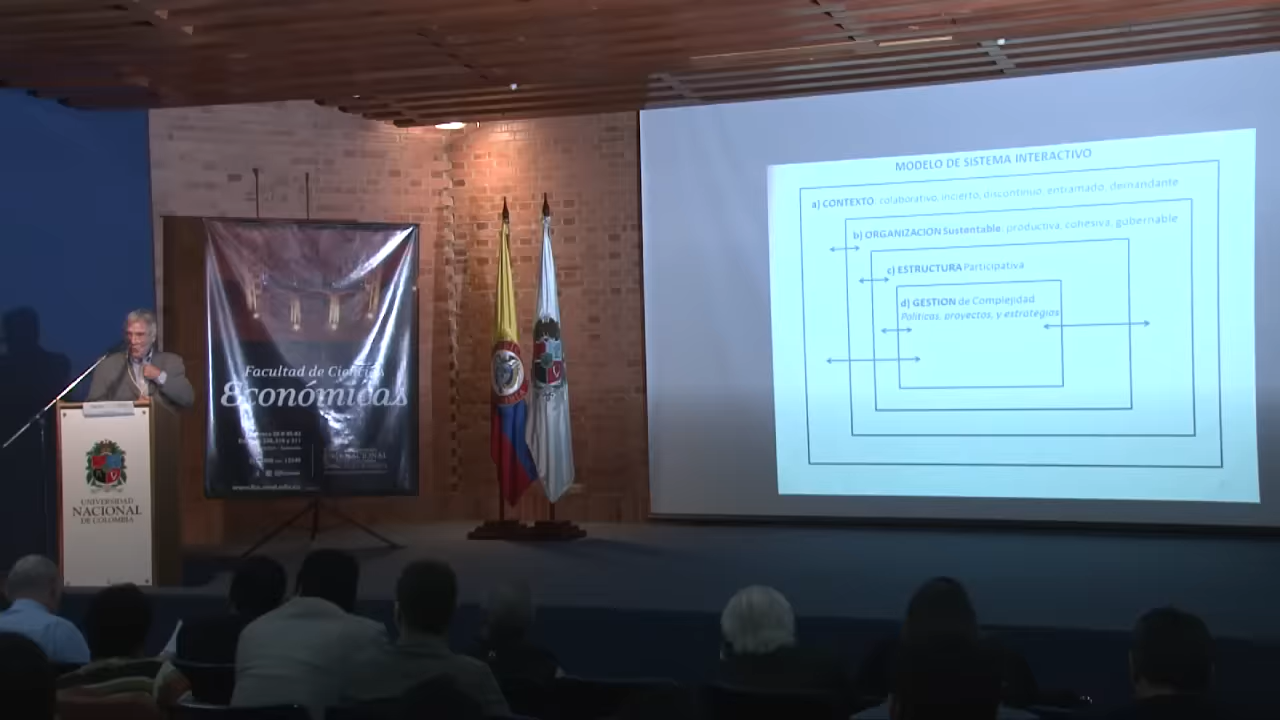 MODELO DE SISTEMA INTERACTIVO
a) CONTEXTO: colaborativo, incierto, discontinuo, entramado, demandante
b) ORGANIZACION Sustentable: productiva, cohesiva, gobernable
c) ESTRUCTURA Participativa
d) GESTION de Complejidad
Políticas, proyectos, y estrategias
Facultad de Ciencias
Económicas
UNIVERSIDAD
NACIONAL
DE COLOMBIA